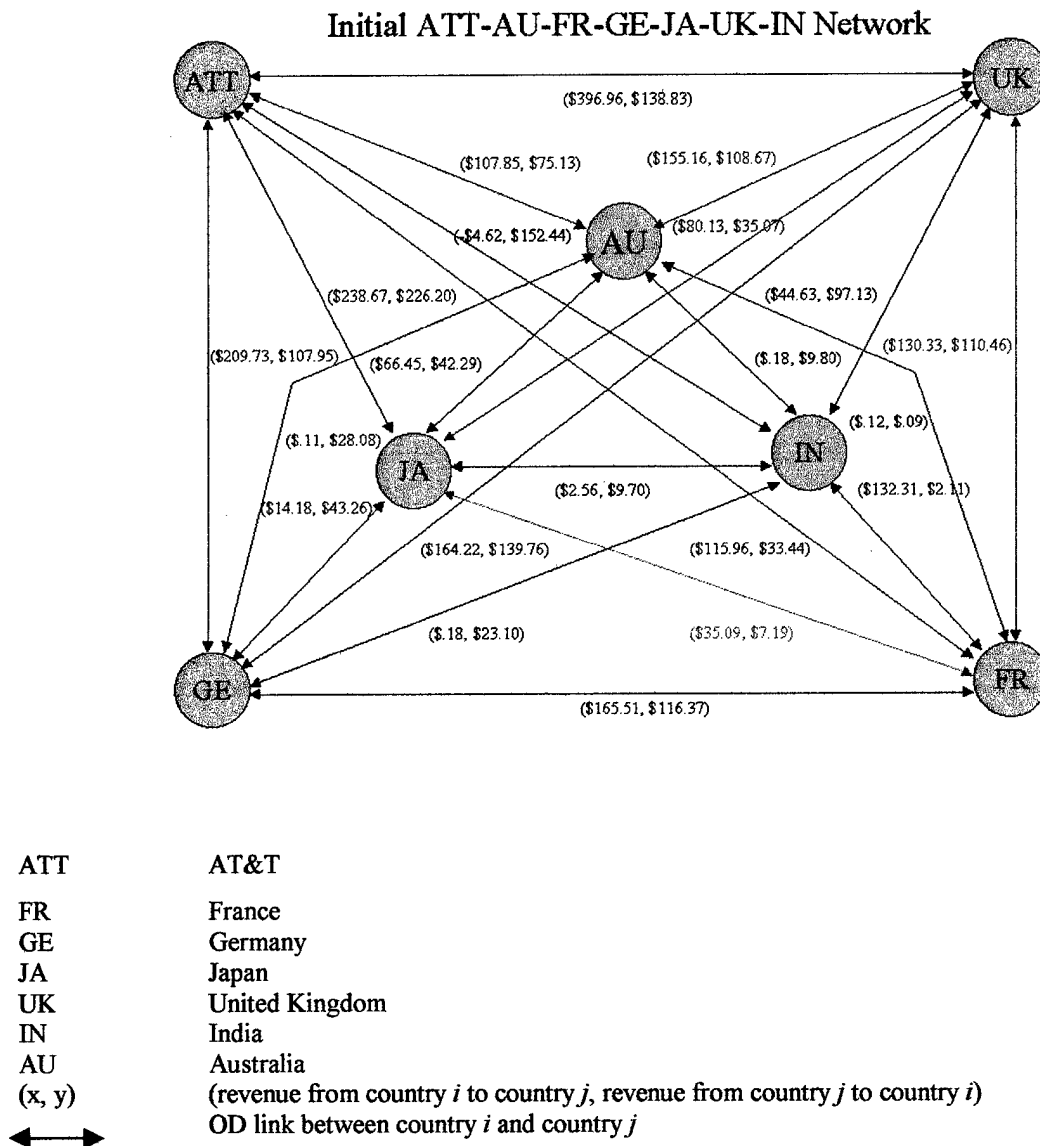 Initial ATT-AU-FR-GE-JA-UK-IN Network
ATT
UK
($396.96, $138.83)
($107.85, $75.13)
($155.16, $108.67)
(-$4.62, $152.44)
AU
($80.13, $35.07)
($238.67, $226.20)
($44.63, $97.13)
($209.73, $107.95)
($66.45, $42.29)
($.18, $9.80)
($130.33, $110.46)
($.11, $28.08)
JA
IN
($.12, $.09)
($2.56, $9.70)
($132.31, $2.11)
($14.18, $43.26)
($164.22, $139.76)
($115.96, $33.44)
($.18, $23.10)
($35.09, $7.19)
GE
FR
($165.51, $116.37)
ATT AT&T
FR France
GE Germany
JA Japan
UK United Kingdom
IN India
AU Australia
(x, y) (revenue from country i to country j, revenue from country j to country i)
OD link between country i and country j